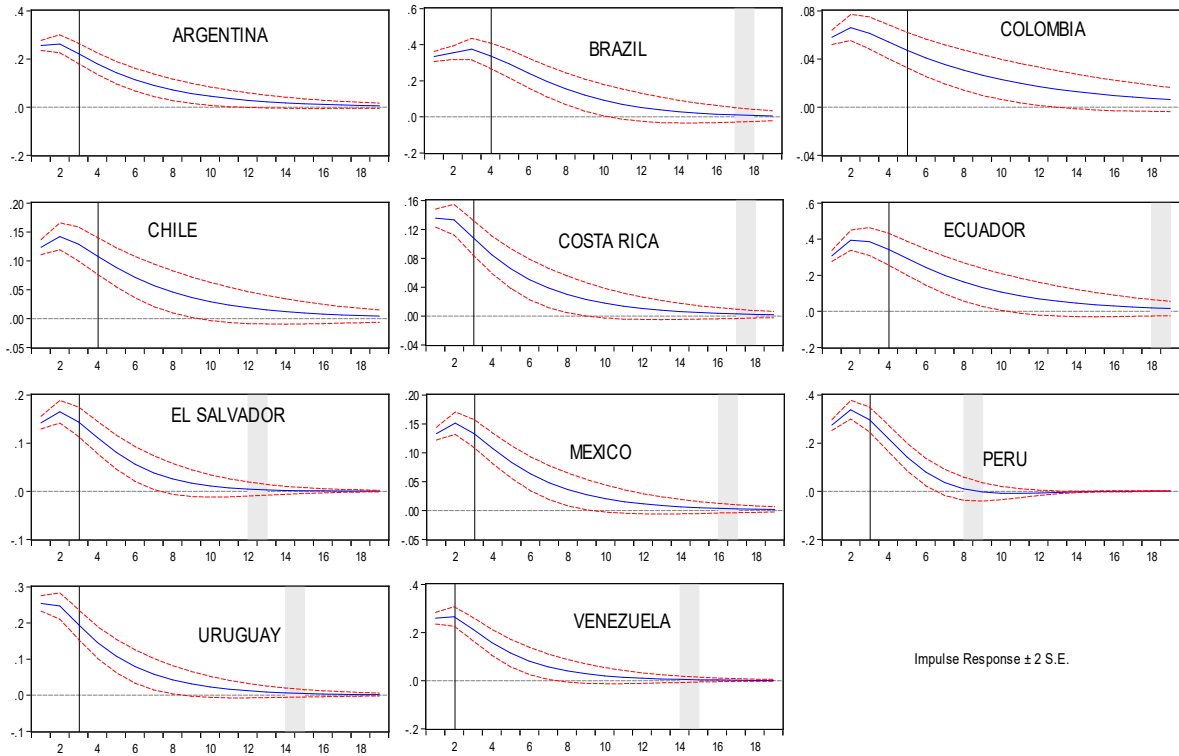 ARGENTINA
.4
.2
.0
-.2
2 4 6 8 10 12 14 16 18
BRAZIL
.6
.4
.2
.0
-.2
2 4 6 8 10 12 14 16 18
COLOMBIA
.08
.04
.00
-.04
2 4 6 8 10 12 14 16 18
CHILE
.20
.15
.10
.05
.00
-.05
2 4 6 8 10 12 14 16 18
COSTA RICA
.16
.12
.08
.04
.00
-.04
2 4 6 8 10 12 14 16 18
ECUADOR
.6
.4
.2
.0
-.2
2 4 6 8 10 12 14 16 18
EL SALVADOR
.2
.1
.0
-.1
2 4 6 8 10 12 14 16 18
MEXICO
.20
.15
.10
.05
.00
-.05
2 4 6 8 10 12 14 16 18
PERU
.4
.2
.0
-.2
2 4 6 8 10 12 14 16 18
URUGUAY
.3
.2
.1
.0
-.1
2 4 6 8 10 12 14 16 18
VENEZUELA
.4
.2
.0
-.2
2 4 6 8 10 12 14 16 18
Impulse Response ± 2 S.E.